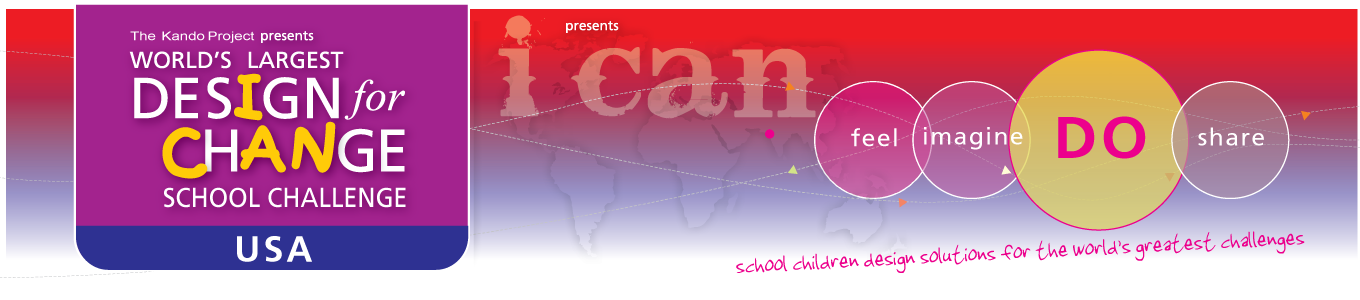 The Kando Project presents
WORLD'S LARGEST
DESIGN for
CHANGE
SCHOOL CHALLENGE
USA
presents
i can
feel imagine DO share
school children design solutions for the world's greatest challenges